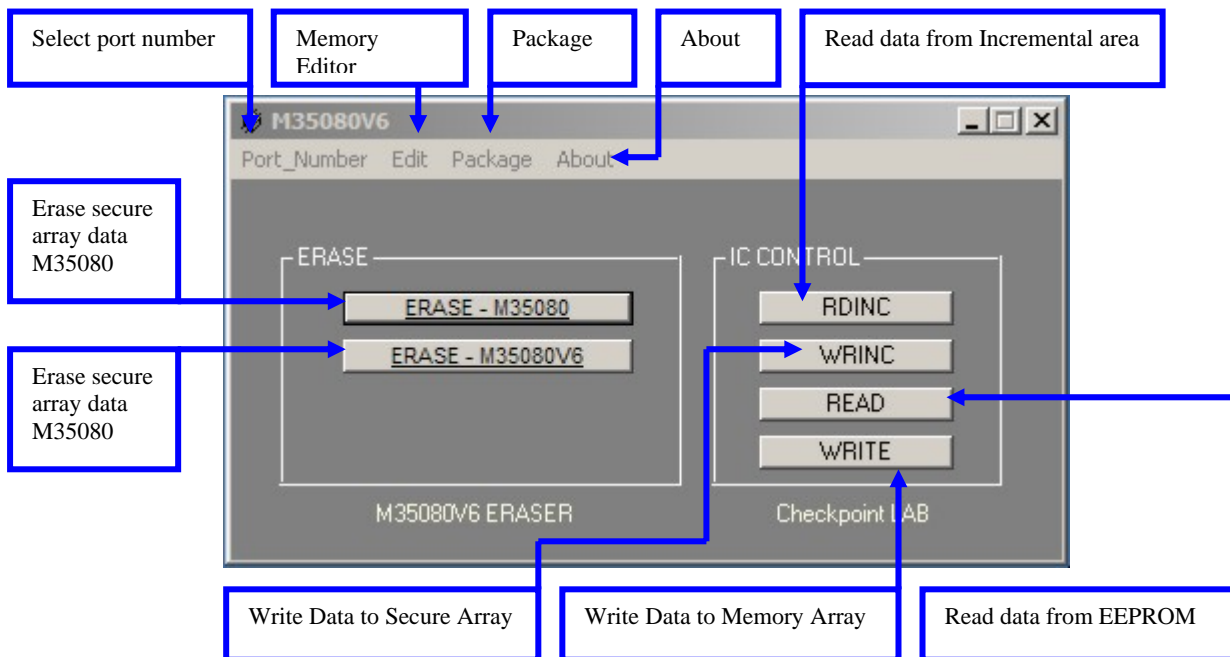 Select port number
Memory
Editor
Package
About
Read data from Incremental area
M35080V6
Port_Number Edit Package About
Erase secure
array data
M35080
ERASE
IC CONTROL
ERASE - M35080
RDINC
Erase secure
array data
M35080
ERASE - M35080V6
WRINC
READ
WRITE
M35080V6 ERASER
Checkpoint LAB
Write Data to Secure Array
Write Data to Memory Array
Read data from EEPROM